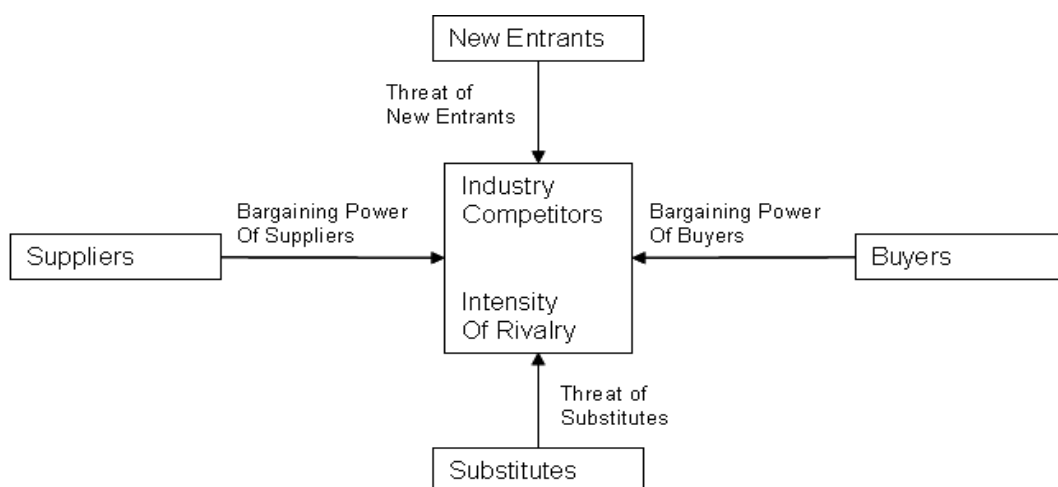 New Entrants
Threat of
New Entrants
Industry
Competitors
Bargaining Power
Of Suppliers
Bargaining Power
Of Buyers
Suppliers
Buyers
Intensity
Of Rivalry
Threat of
Substitutes
Substitutes